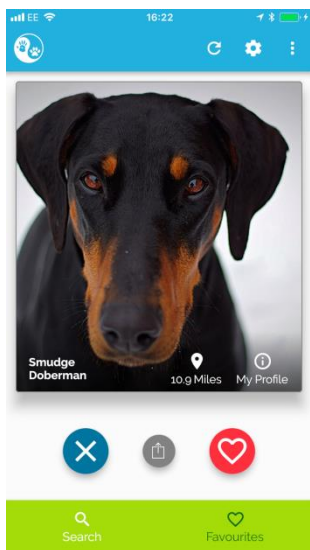 EE 16:22
Smudge
Doberman
10.9 Miles My Profile
Search Favourites